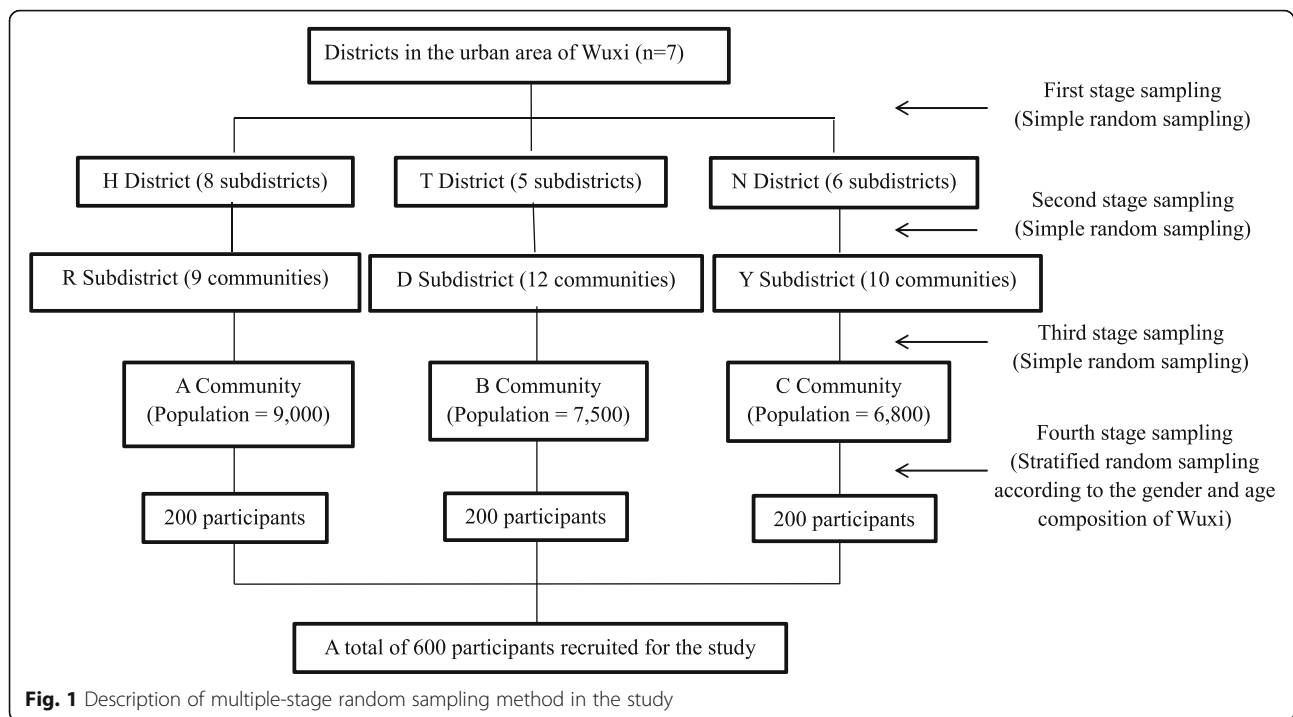 Districts in the urban area of Wuxi (n=7)
First stage sampling
(Simple random sampling)
H District (8 subdistricts)
T District (5 subdistricts)
N District (6 subdistricts)
Second stage sampling
(Simple random sampling)
R Subdistrict (9 communities)
D Subdistrict (12 communities)
Y Subdistrict (10 communities)
Third stage sampling
(Simple random sampling)
A Community
(Population = 9,000)
B Community
(Population = 7,500)
C Community
(Population = 6,800)
Fourth stage sampling
(Stratified random sampling
according to the gender and age
composition of Wuxi)
200 participants
200 participants
200 participants
A total of 600 participants recruited for the study
Fig. 1 Description of multiple-stage random sampling method in the study